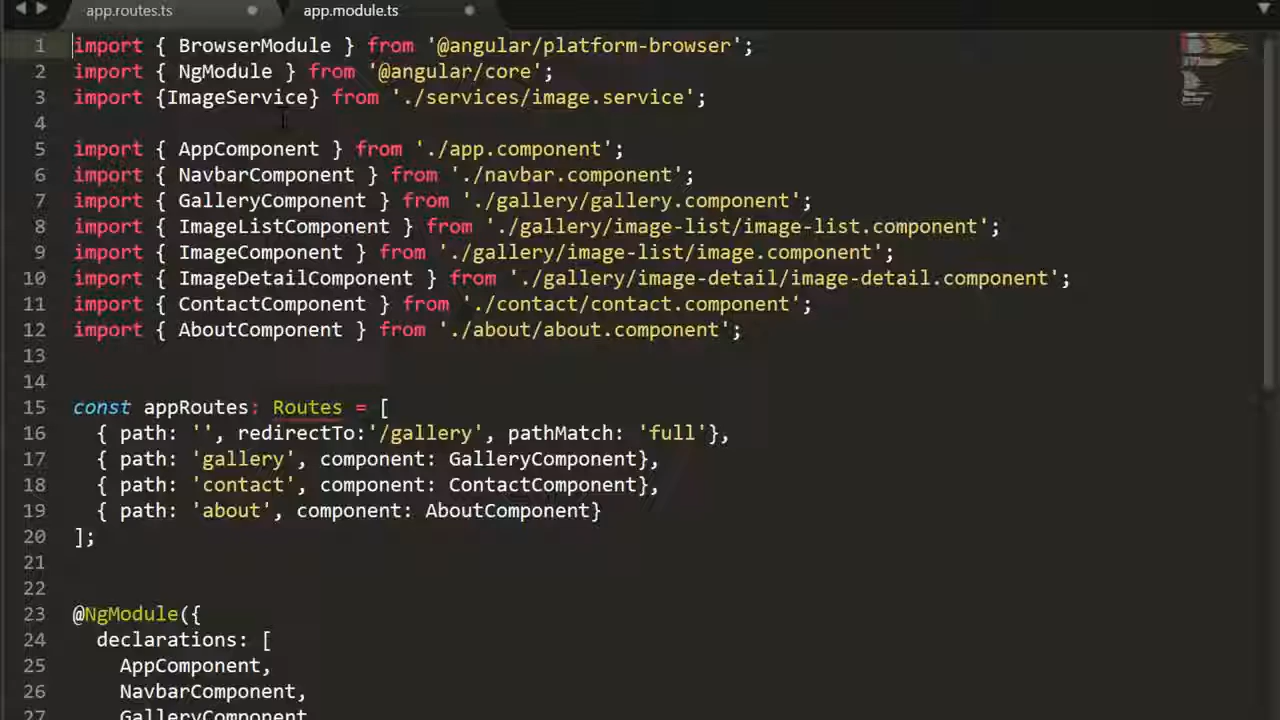 app.routes.ts
app.module.ts
1 import { BrowserModule } from '@angular/platform-browser';
2 import { NgModule } from '@angular/core';
3 import {ImageService} from './services/image.service';
4
5 import { AppComponent } from './app.component';
6 import { NavbarComponent } from './navbar.component';
7 import { GalleryComponent } from './gallery/gallery.component';
8 import { ImageListComponent } from './gallery/image-list/image-list.component';
9 import { ImageComponent } from './gallery/image-list/image.component';
10 import { ImageDetailComponent } from './gallery/image-detail/image-detail.component';
11 import { ContactComponent } from './contact/contact.component';
12 import { AboutComponent } from './about/about.component';
13
14
15 const appRoutes: Routes = [
16 { path: '', redirectTo:'/gallery', pathMatch: 'full'},
17 { path: 'gallery', component: GalleryComponent},
18 { path: 'contact', component: ContactComponent},
19 { path: 'about', component: AboutComponent}
20 ];
21
22
23 @NgModule({
24 declarations: [
25 AppComponent,
26 NavbarComponent,
27 GalleryComponent